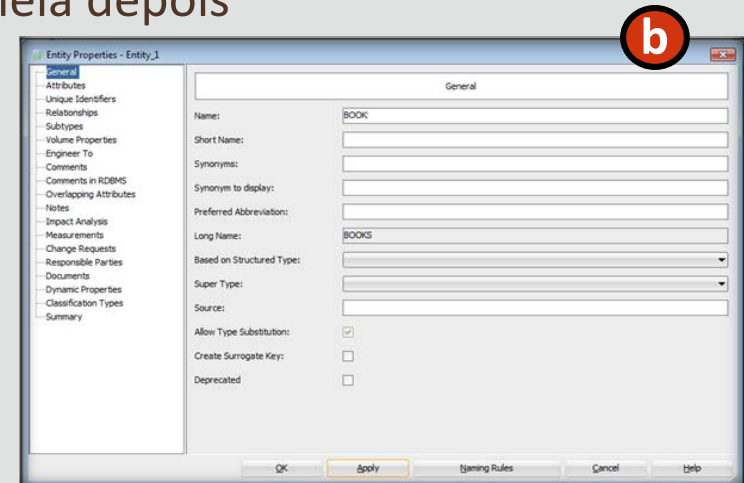 b
Entity Properties - Entity_1
General
Attributes
Unique Identifiers
Relationships
Subtypes
Volume Properties
Engineer To
Comments
Comments in RDBMS
Overlapping Attributes
Notes
Impact Analysis
Measurements
Change Requests
Responsible Parties
Documents
Dynamic Properties
Classification Types
Summary
General
Name: BOOK
Short Name:
Synonyms:
Synonym to display:
Preferred Abbreviation:
Long Name: BOOKS
Based on Structured Type:
Super Type:
Source:
Allow Type Substitution:
Create Surrogate Key:
Deprecated
OK Apply Naming Rules Cancel Help